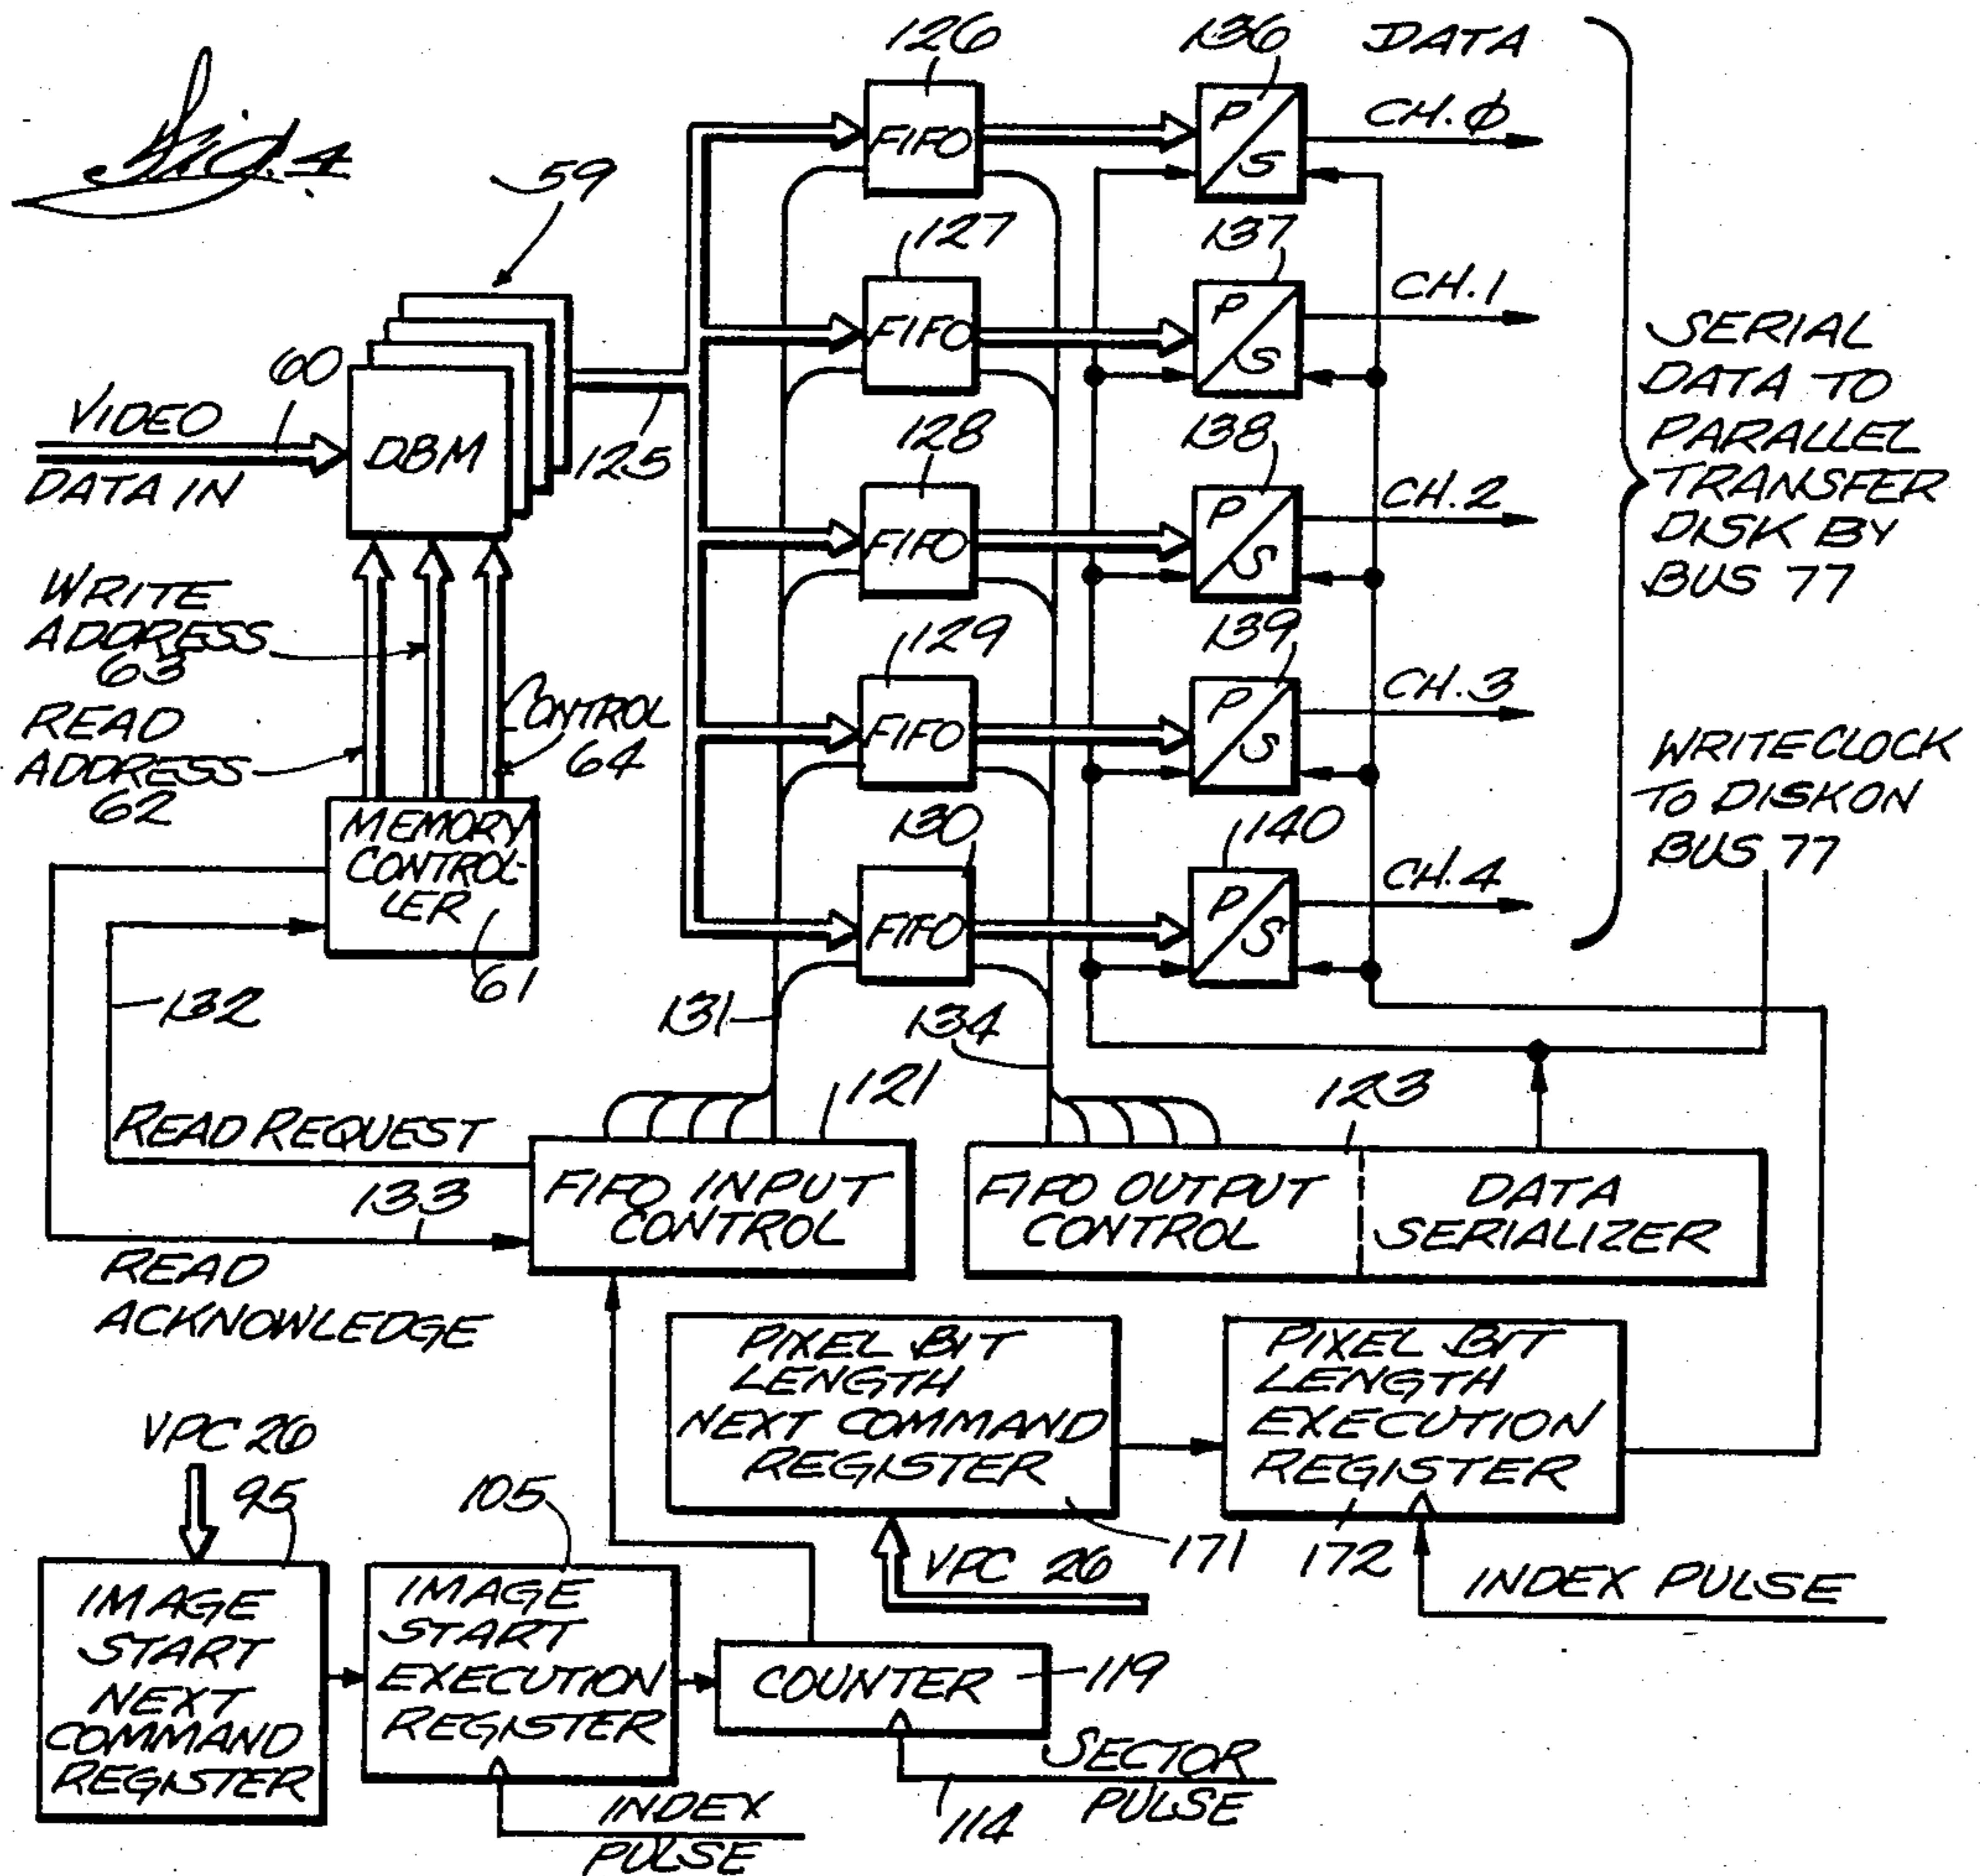 Fig. 4
126
136
DATA
FIFO
P/S
CH.Ø
59
127
137
FIFO
P/S
CH.1
60
VIDEO
DATA IN
DBM
125
128
138
FIFO
P/S
CH.2
SERIAL
DATA TO
PARALLEL
TRANSFER
DISK BY
BUS 77
WRITE
ADDRESS
63
READ
ADDRESS
62
CONTROL
64
129
139
FIFO
P/S
CH.3
WRITE CLOCK
TO DISK ON
BUS 77
MEMORY
CONTROL-
LER
61
130
140
FIFO
P/S
CH.4
132
131
134
121
123
READ REQUEST
133
READ
ACKNOWLEDGE
FIFO INPUT
CONTROL
FIFO OUTPUT
CONTROL
DATA
SERIALIZER
PIXEL BIT
LENGTH
NEXT COMMAND
REGISTER
171
PIXEL BIT
LENGTH
EXECUTION
REGISTER
172
VPC 26
INDEX PULSE
VPC 26
95
105
IMAGE
START
NEXT
COMMAND
REGISTER
IMAGE
START
EXECUTION
REGISTER
COUNTER
119
INDEX
PULSE
114
SECTOR
PULSE